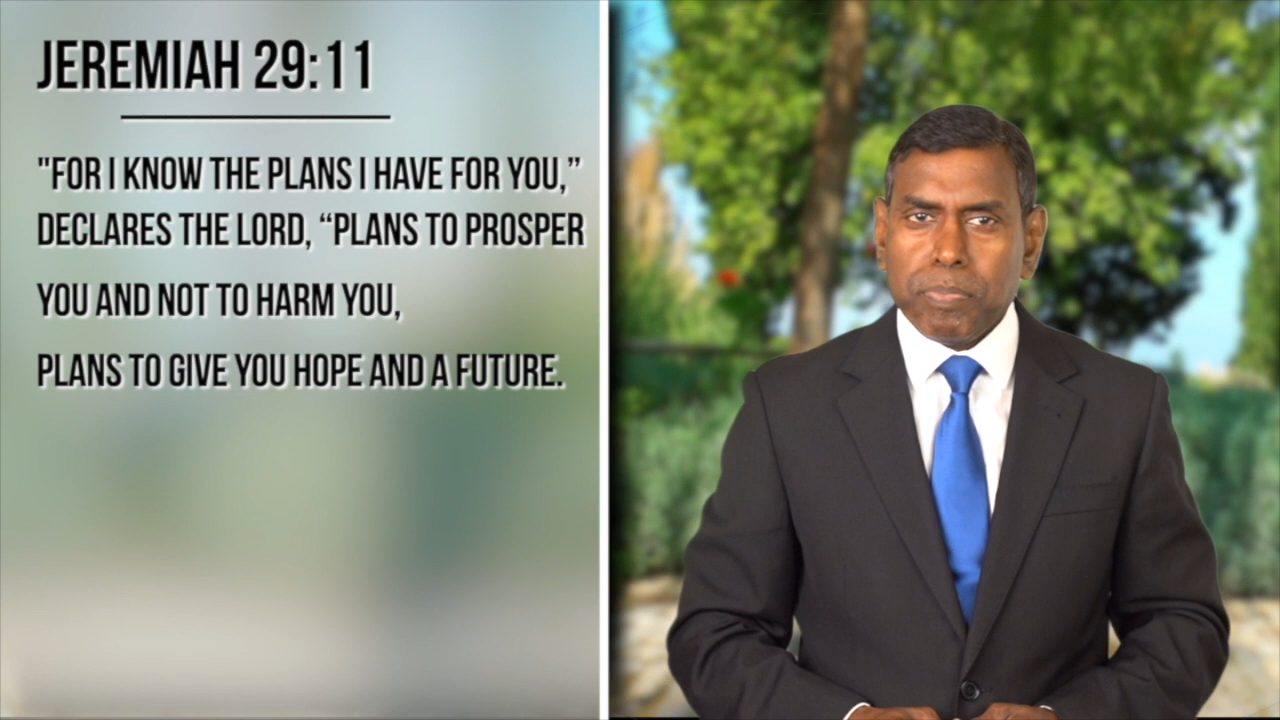 JEREMIAH 29:11
"FOR I KNOW THE PLANS I HAVE FOR YOU,”
DECLARES THE LORD, “PLANS TO PROSPER
YOU AND NOT TO HARM YOU,
PLANS TO GIVE YOU HOPE AND A FUTURE.